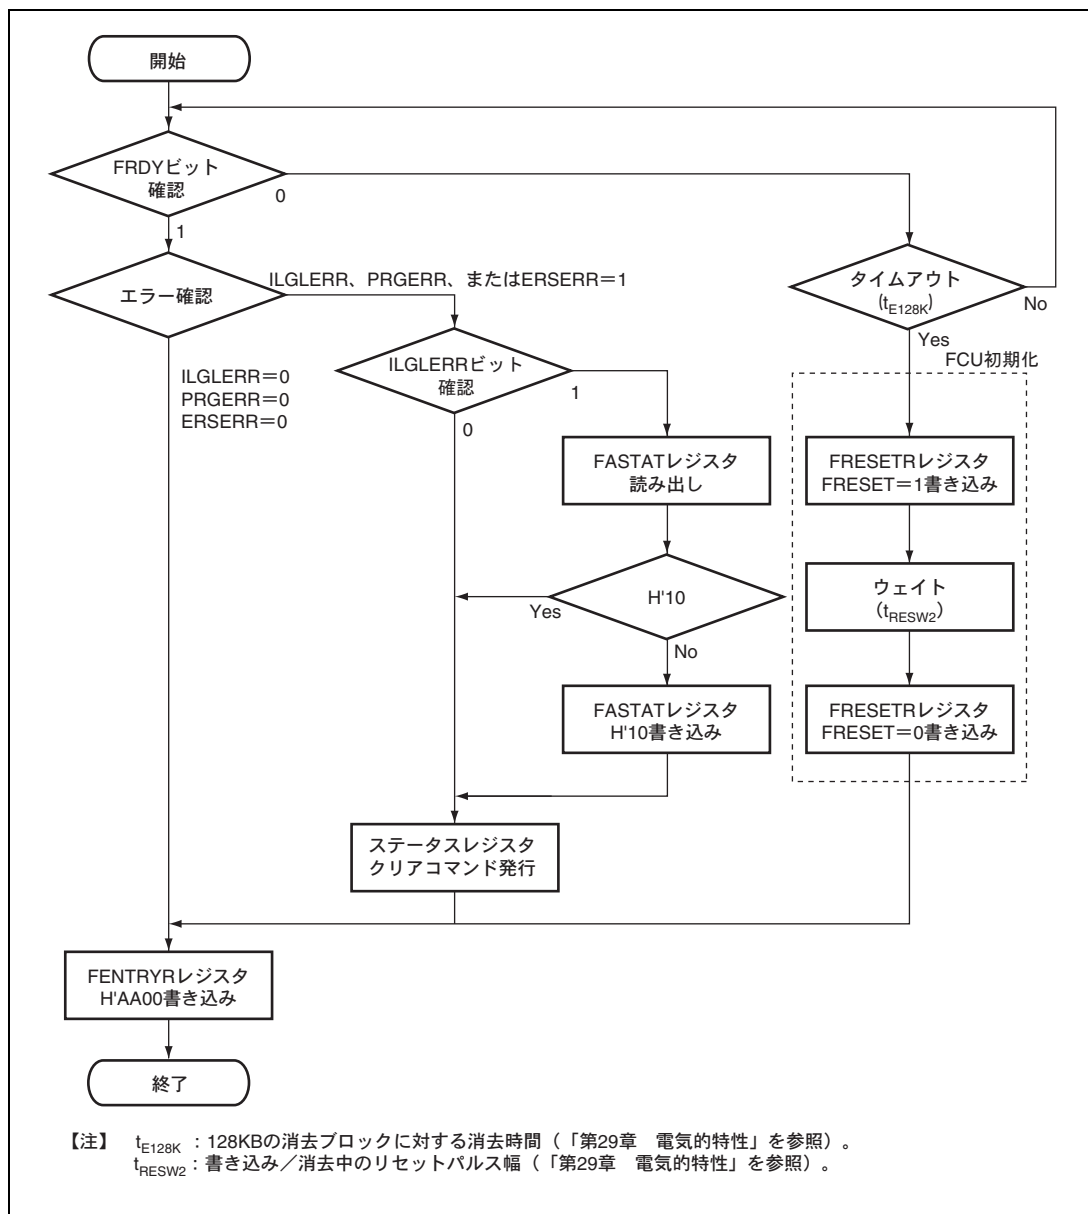 開始
FRDYビット
確認
0
1
エラー確認
ILGLERR、PRGERR、またはERSERR＝1
タイムアウト
(tE128K)
No
Yes
FCU初期化
ILGLERR＝0
PRGERR＝0
ERSERR＝0
ILGLERRビット
確認
1
0
FASTATレジスタ
読み出し
FRESETRレジスタ
FRESET＝1書き込み
H'10
Yes
No
ウェイト
(tRESW2)
FASTATレジスタ
H'10書き込み
FRESETRレジスタ
FRESET＝0書き込み
ステータスレジスタ
クリアコマンド発行
FENTRYRレジスタ
H'AA00書き込み
終了
【注】 tE128K ：128KBの消去ブロックに対する消去時間（「第29章 電気的特性」を参照）。
tRESW2：書き込み／消去中のリセットパルス幅（「第29章 電気的特性」を参照）。